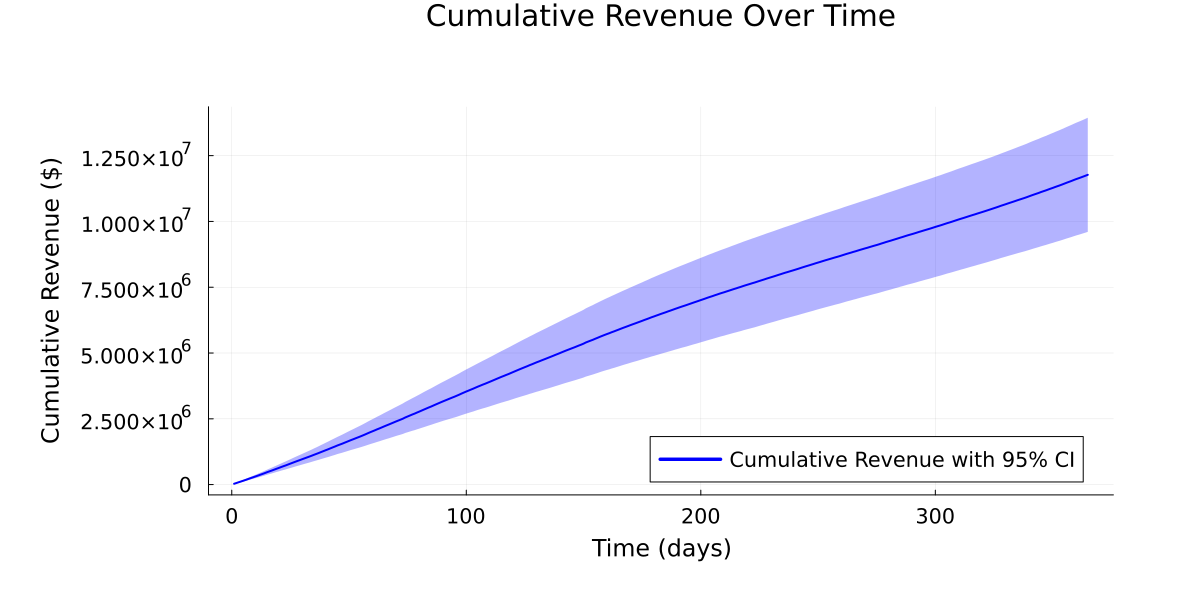 Cumulative Revenue Over Time
Cumulative Revenue ($)
1.250×10⁷
1.000×10⁷
7.500×10⁶
5.000×10⁶
2.500×10⁶
0
Cumulative Revenue with 95% CI
0 100 200 300
Time (days)